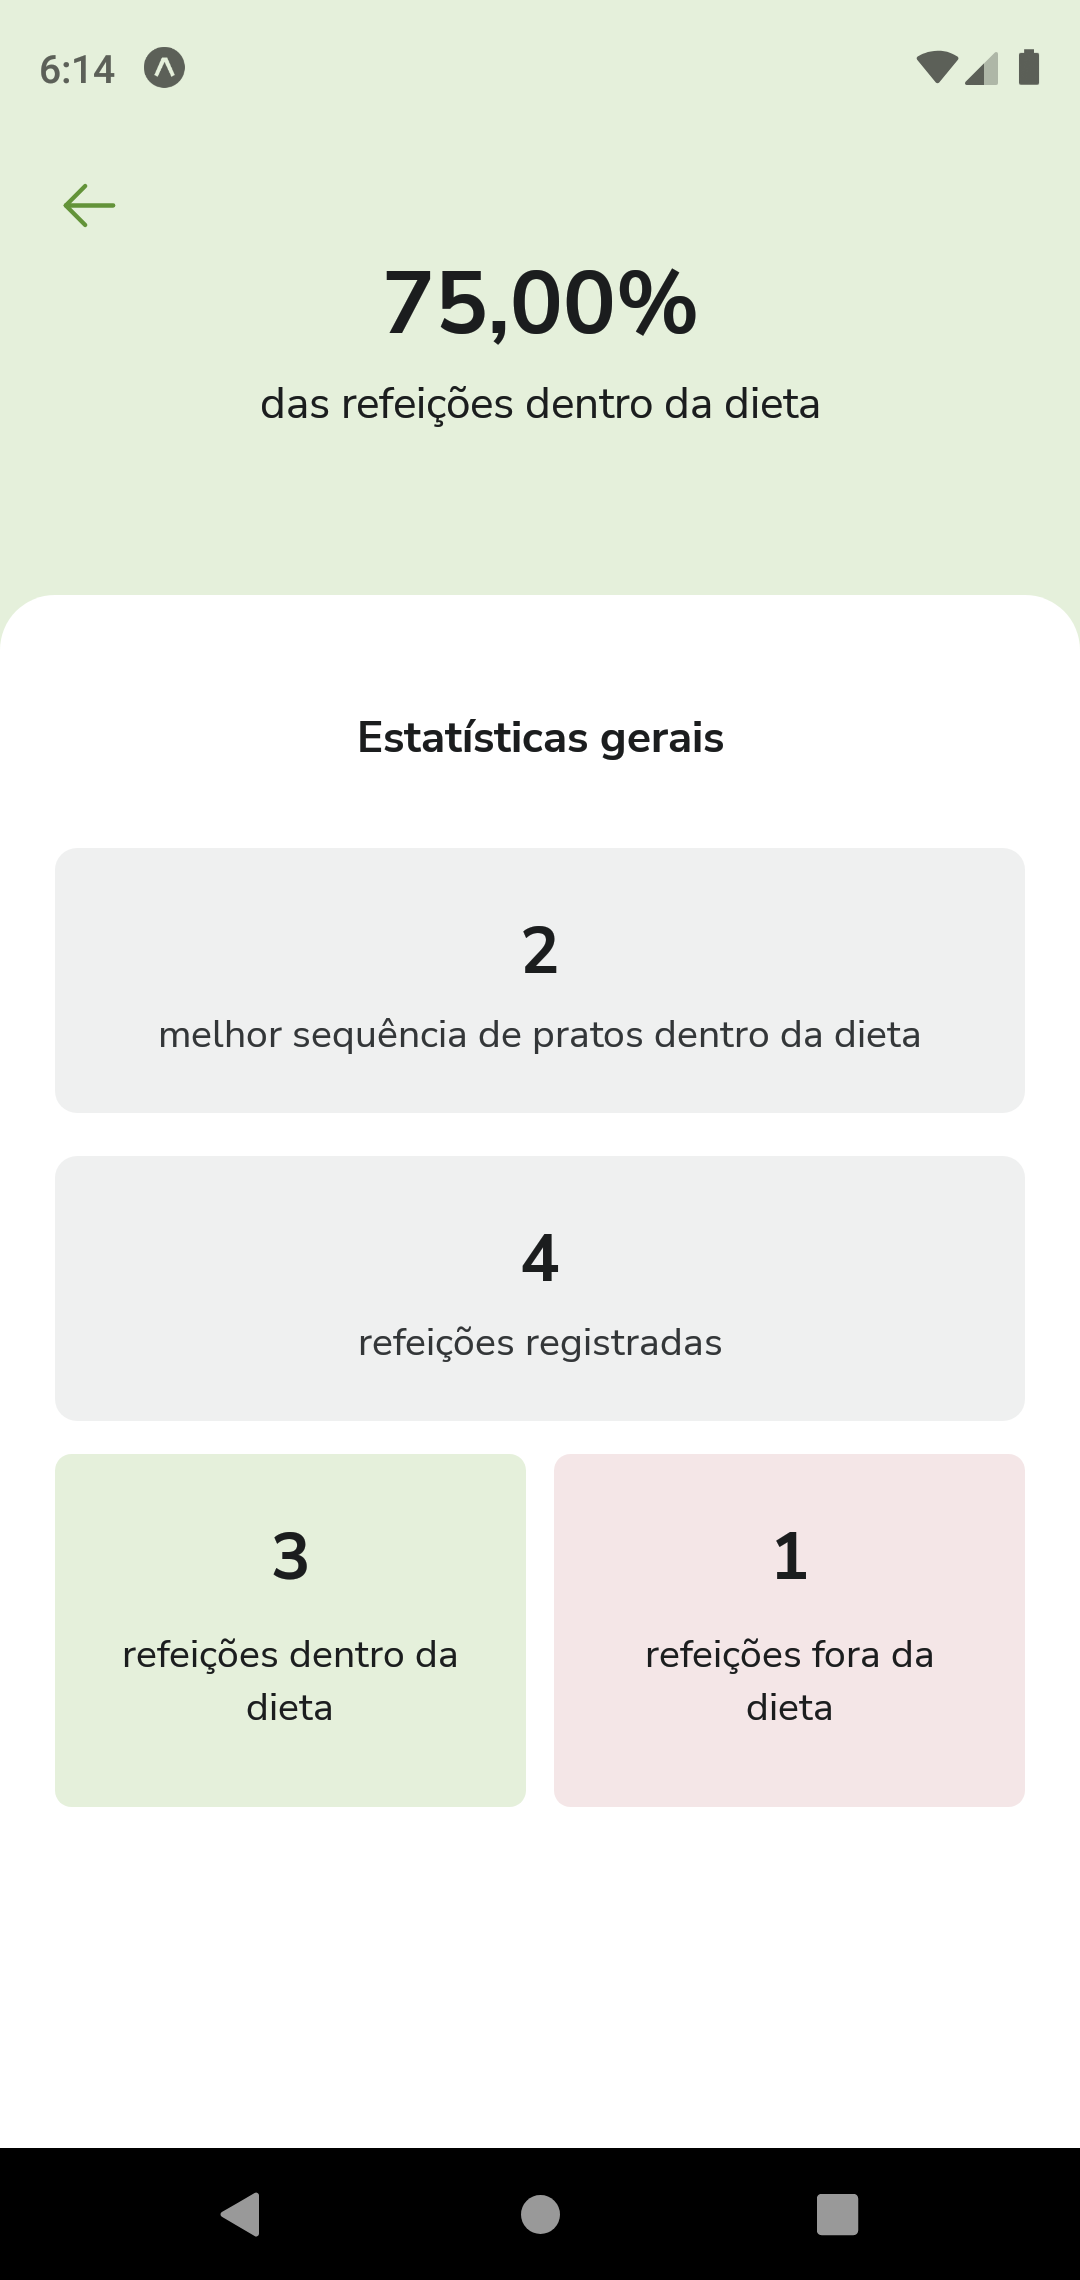 6:14
75,00%
das refeições dentro da dieta
Estatísticas gerais
2
melhor sequência de pratos dentro da dieta
4
refeições registradas
3
refeições dentro da
dieta
1
refeições fora da
dieta